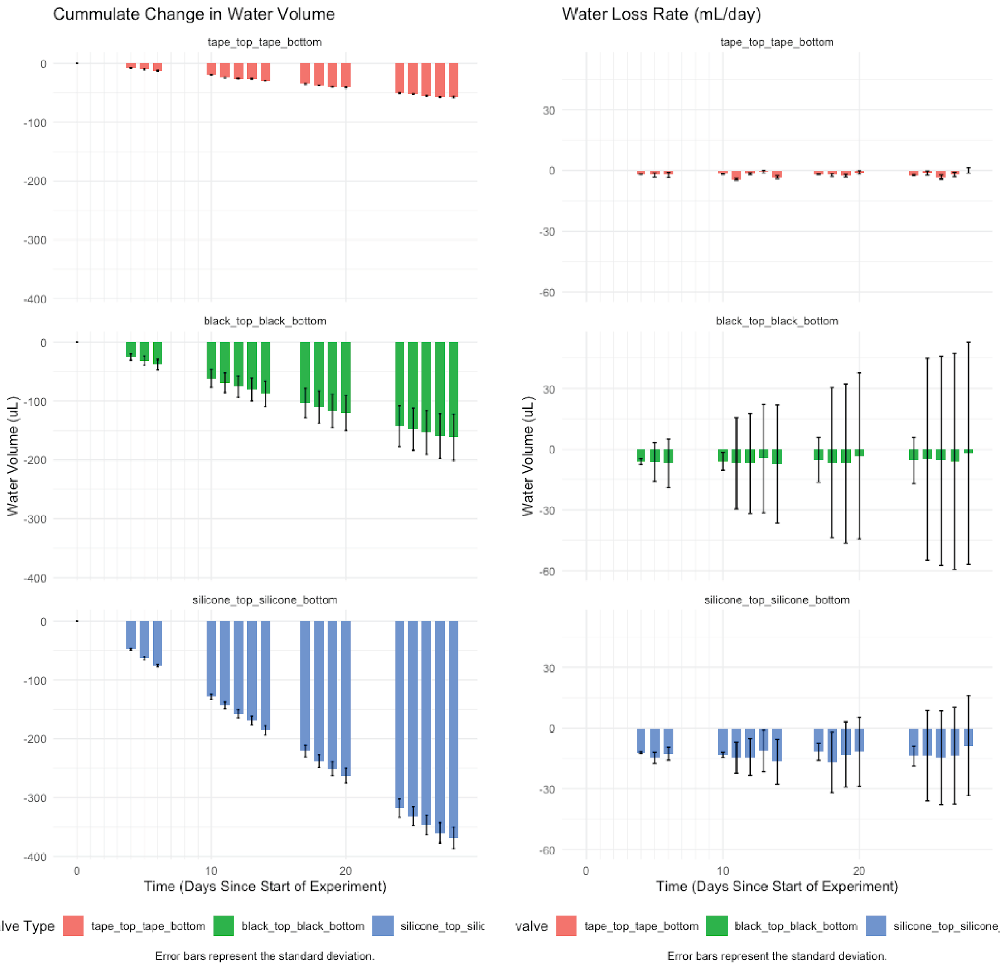 Cummulate Change in Water Volume
tape_top_tape_bottom
0
-100
-200
-300
-400
black_top_black_bottom
0
-100
-200
-300
-400
silicone_top_silicone_bottom
0
-100
-200
-300
-400
0 10 20
Water Volume (uL)
Time (Days Since Start of Experiment)
lve Type tape_top_tape_bottom black_top_black_bottom silicone_top_silic
Error bars represent the standard deviation.
Water Loss Rate (mL/day)
tape_top_tape_bottom
30
0
-30
-60
black_top_black_bottom
30
0
-30
-60
silicone_top_silicone_bottom
30
0
-30
-60
0 10 20
Water Volume (uL)
Time (Days Since Start of Experiment)
valve tape_top_tape_bottom black_top_black_bottom silicone_top_silicone_
Error bars represent the standard deviation.